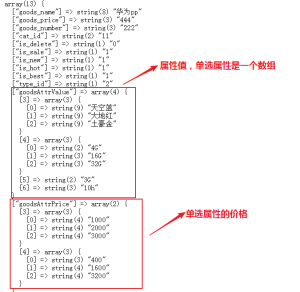 array(13) {
["goods_name"] => string(8) "华为pp"
["goods_price"] => string(3) "444"
["goods_number"] => string(3) "222"
["cat_id"] => string(2) "11"
["is_delete"] => string(1) "0"
["is_sale"] => string(1) "1"
["is_new"] => string(1) "1"
["is_hot"] => string(1) "1"
["is_best"] => string(1) "1"
["type_id"] => string(1) "2"
属性值，单选属性是一个数组
["goodsAttrValue"] => array(4) {
[3] => array(3) {
[0] => string(9) "天空蓝"
[1] => string(9) "大地红"
[2] => string(9) "土豪金"
}
[4] => array(3) {
[0] => string(2) "4G"
[1] => string(3) "16G"
[2] => string(3) "32G"
}
[5] => string(2) "3G"
[6] => string(3) "10h"
}
["goodsAttrPrice"] => array(2) {
[3] => array(3) {
[0] => string(4) "1000"
[1] => string(4) "2000"
[2] => string(4) "3000"
}
单选属性的价格
[4] => array(3) {
[0] => string(3) "400"
[1] => string(4) "1600"
[2] => string(4) "3200"
}
}